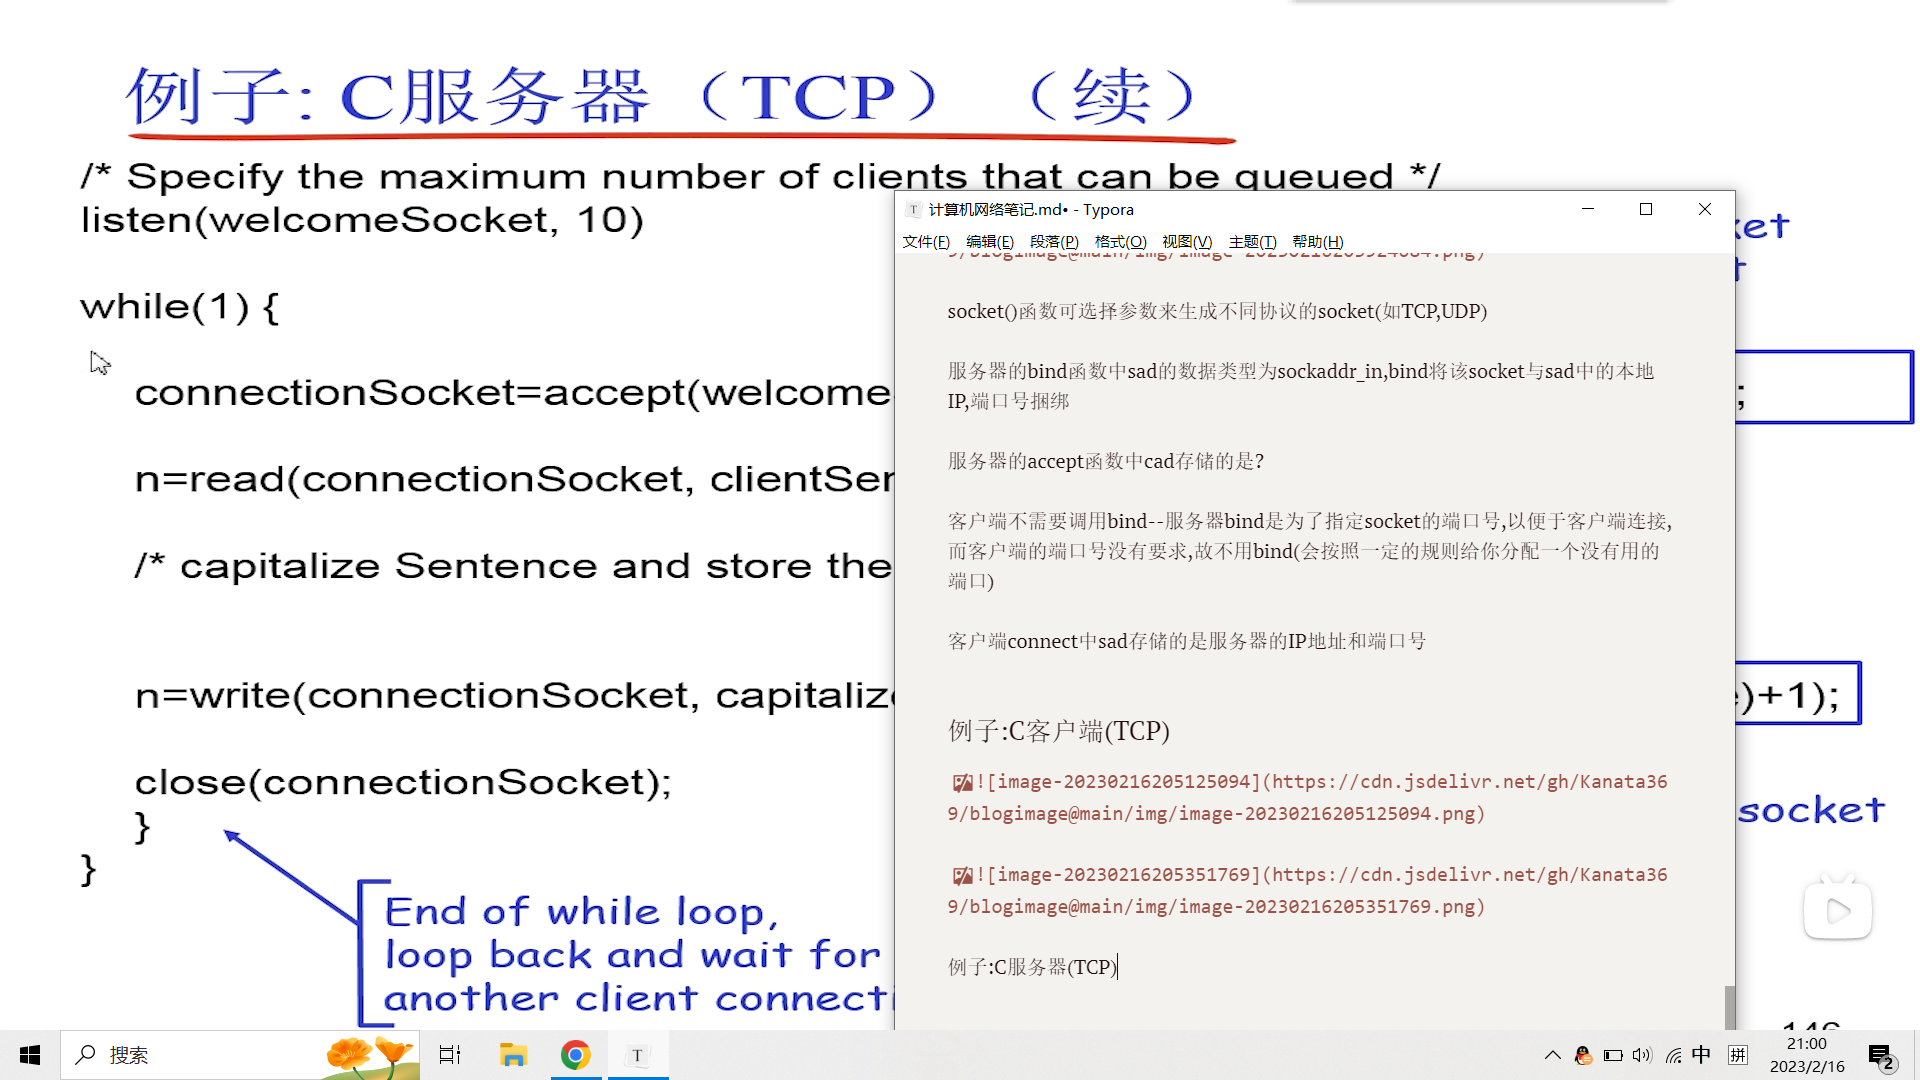 例子: C服务器（TCP）（续）
/* Specify the maximum number of clients that can be queued */
listen(welcomeSocket, 10)
while(1) {
connectionSocket=accept(welcome
;
n=read(connectionSocket, clientSen
/* capitalize Sentence and store the
n=write(connectionSocket, capitaliz
)+1);
close(connectionSocket);
}
}
End of while loop,
loop back and wait for
another client connecti
socket
计算机网络笔记.md• - Typora
文件(F) 编辑(E) 段落(P) 格式(O) 视图(V) 主题(T) 帮助(H)
socket()函数可选择参数来生成不同协议的socket(如TCP,UDP)
服务器的bind函数中sad的数据类型为sockaddr_in,bind将该socket与sad中的本地
IP,端口号捆绑
服务器的accept函数中cad存储的是?
客户端不需要调用bind--服务器bind是为了指定socket的端口号,以便于客户端连接,
而客户端的端口号没有要求,故不用bind(会按照一定的规则给你分配一个没有用的
端口)
客户端connect中sad存储的是服务器的IP地址和端口号
例子:C客户端(TCP)
![image-20230216205125094](https://cdn.jsdelivr.net/gh/Kanata36
9/blogimage@main/img/image-20230216205125094.png)
![image-20230216205351769](https://cdn.jsdelivr.net/gh/Kanata36
9/blogimage@main/img/image-20230216205351769.png)
例子:C服务器(TCP)
搜索
T
中
拼
21:00
2023/2/16
2